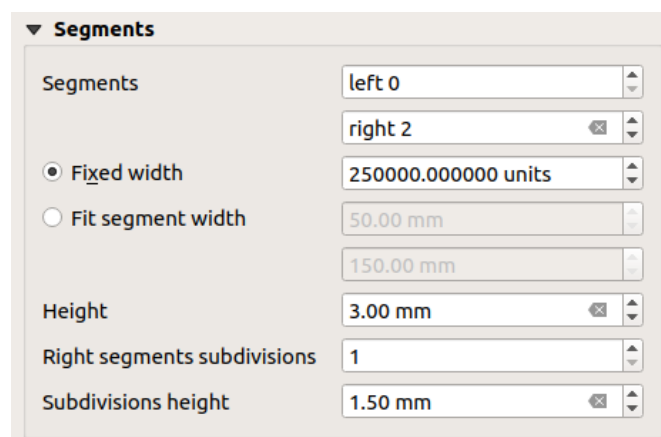 Segments
Segments left 0
right 2
Fixed width 250000.000000 units
Fit segment width 50.00 mm
150.00 mm
Height 3.00 mm
Right segments subdivisions 1
Subdivisions height 1.50 mm